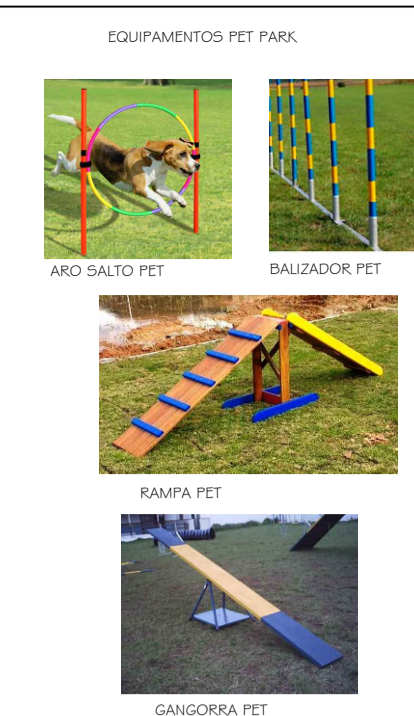 EQUIPAMENTOS PET PARK
ARO SALTO PET
BALIZADOR PET
RAMPA PET
GANGORRA PET